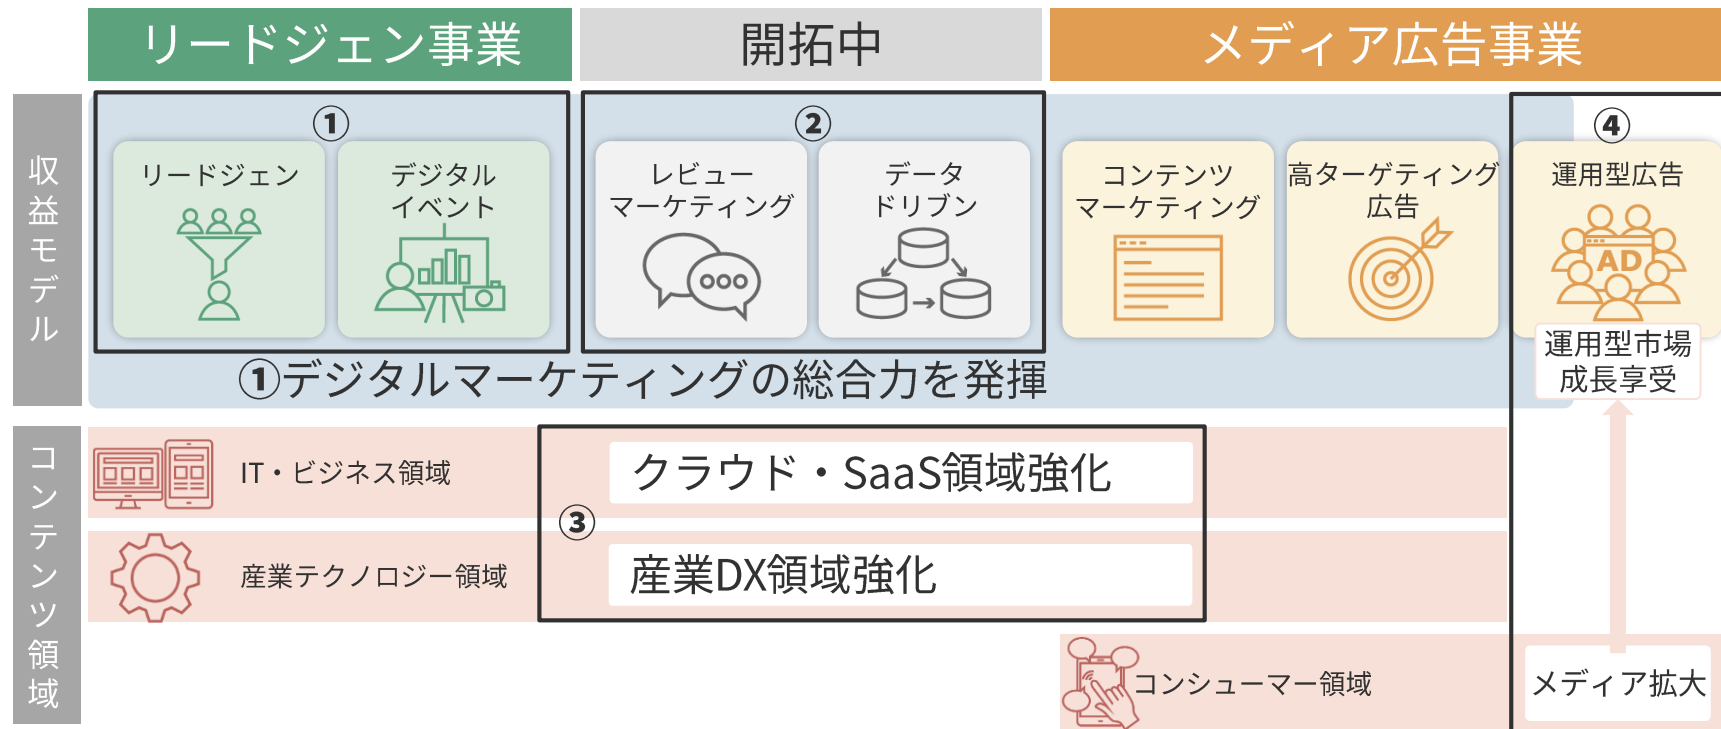 リードジェン事業
開拓中
メディア広告事業
収益モデル
①
リードジェン
デジタル
イベント
②
レビュー
マーケティング
データ
ドリブン
コンテンツ
マーケティング
高ターゲティング
広告
④
運用型広告
AD
運用型市場
成長享受
①デジタルマーケティングの総合力を発揮
コンテンツ領域
IT・ビジネス領域
クラウド・SaaS領域強化
③
産業テクノロジー領域
産業DX領域強化
コンシューマー領域
メディア拡大